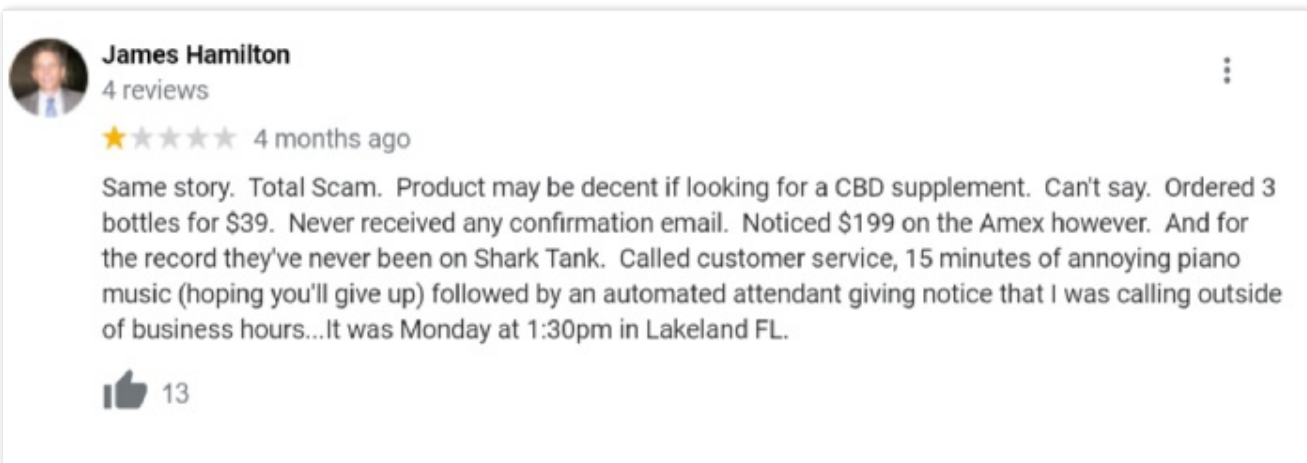 James Hamilton
4 reviews
4 months ago
Same story. Total Scam. Product may be decent if looking for a CBD supplement. Can't say. Ordered 3
bottles for $39. Never received any confirmation email. Noticed $199 on the Amex however. And for
the record they've never been on Shark Tank. Called customer service, 15 minutes of annoying piano
music (hoping you'll give up) followed by an automated attendant giving notice that I was calling outside
of business hours...It was Monday at 1:30pm in Lakeland FL.
13